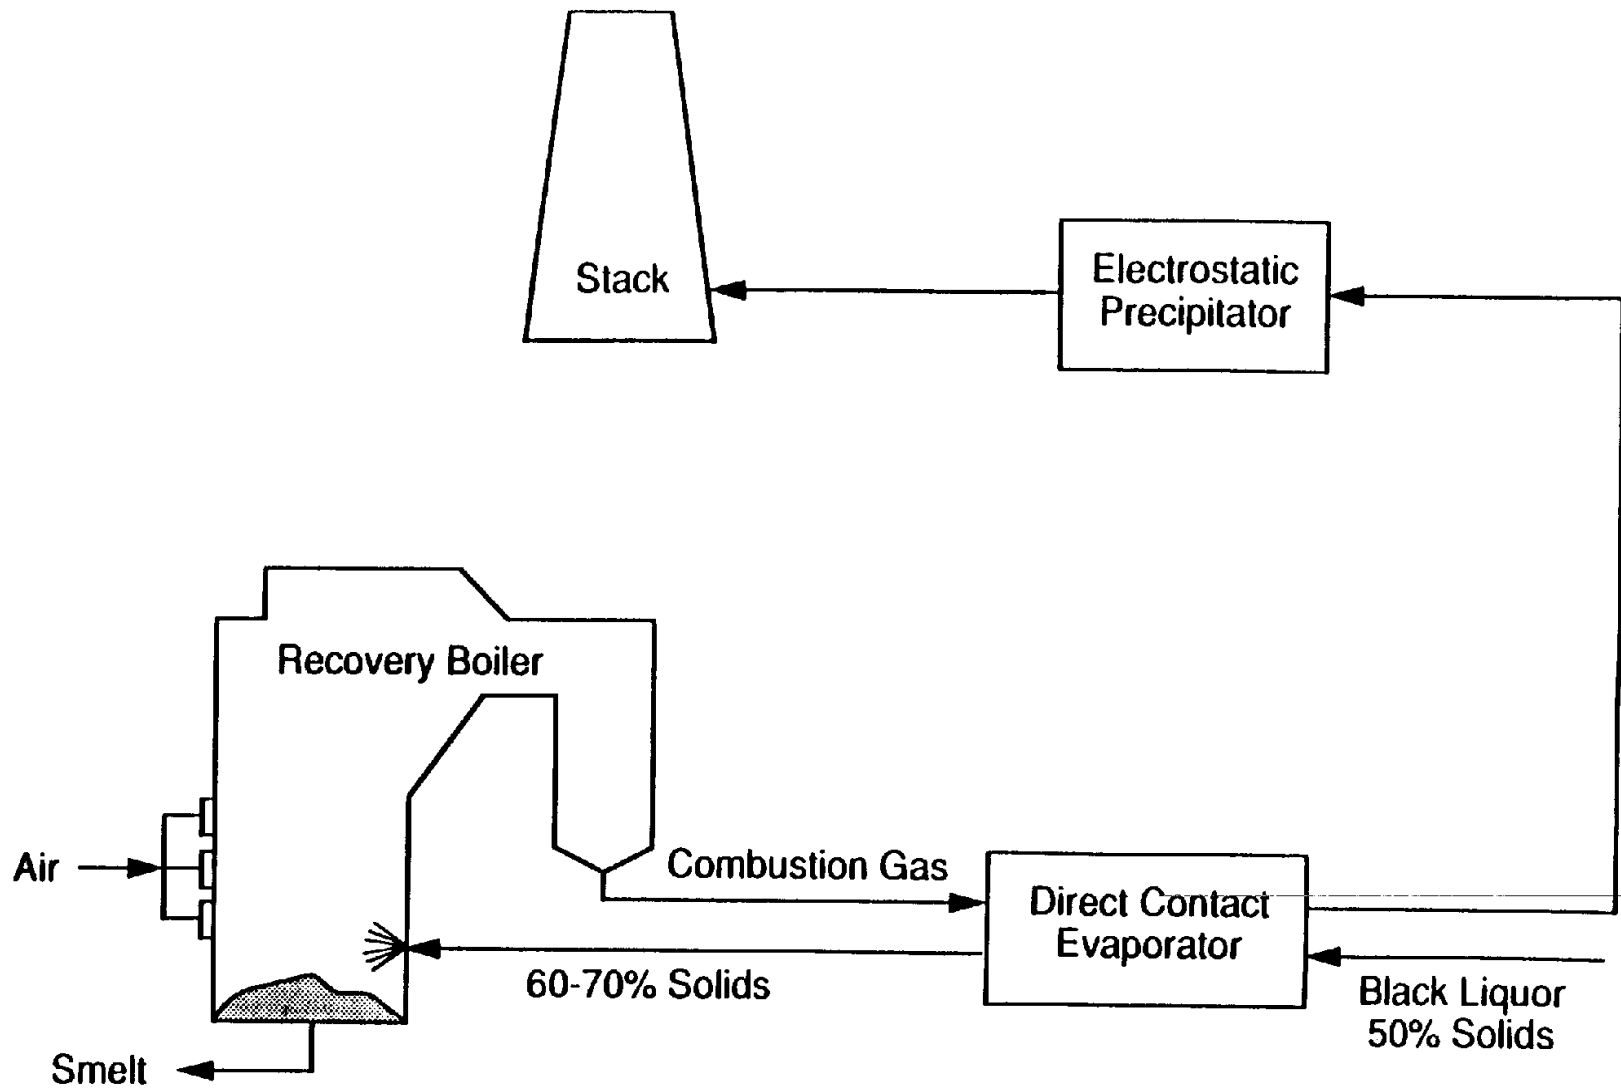 Stack
Electrostatic
Precipitator
Recovery Boiler
Air
Combustion Gas
Direct Contact
Evaporator
60-70% Solids
Black Liquor
50% Solids
Smelt